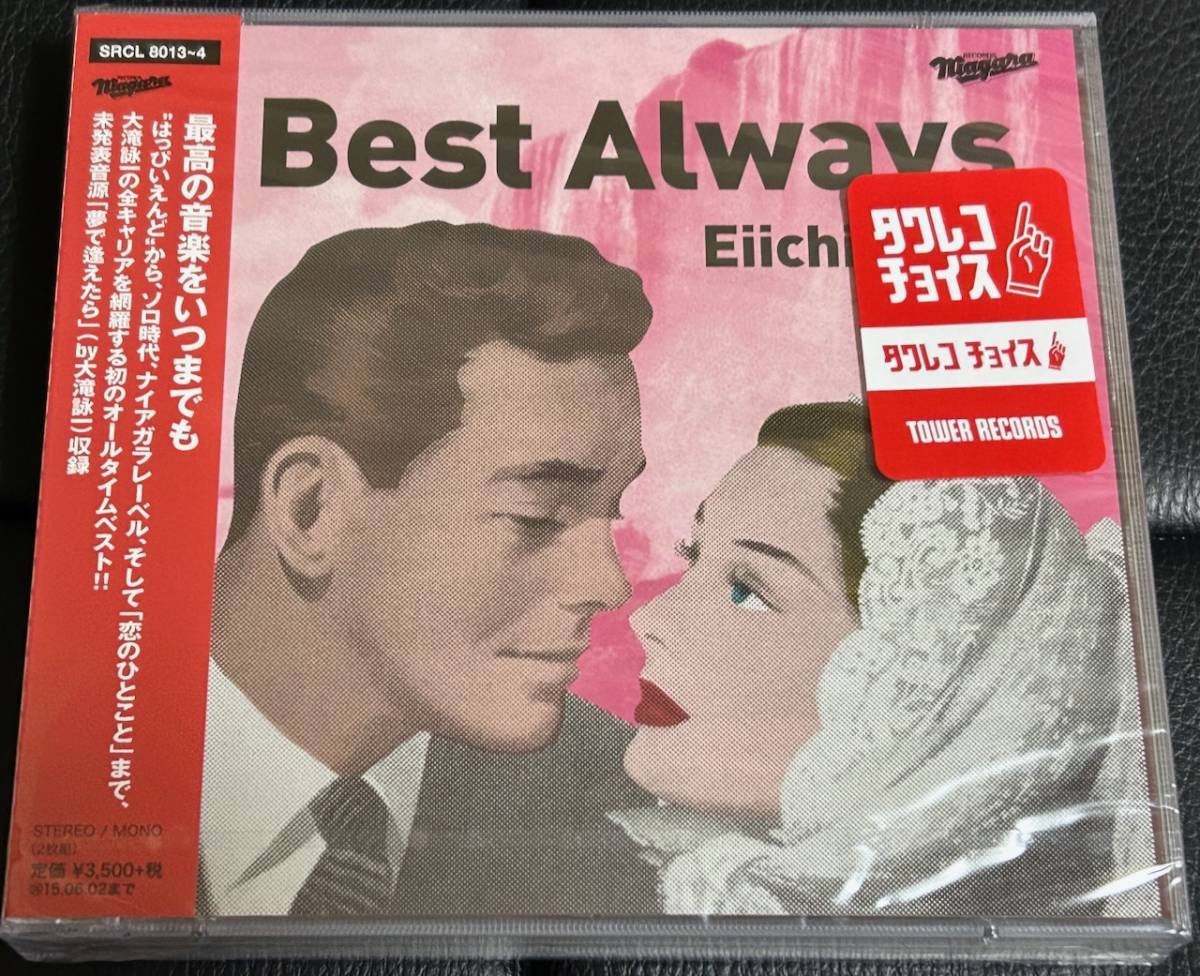 SRCL 8013~4
RECORDS
Niagara
最高の音楽をいつまでも
"はっぴいえんど"から、ソロ時代、ナイアガラレーベル、そして「恋のひとこと」まで、
大滝詠一の全キャリアを網羅する初のオールタイムベスト!!
未発表音源「夢で逢えたら」(by大滝詠一)収録
STEREO / MONO
(2枚組)
定価 ¥3,500+税
㊟15.06.02まで
RECORDS
Niagara
Best Always
Eiichi
タワレコ
チョイス
タワレコ チョイス
TOWER RECORDS